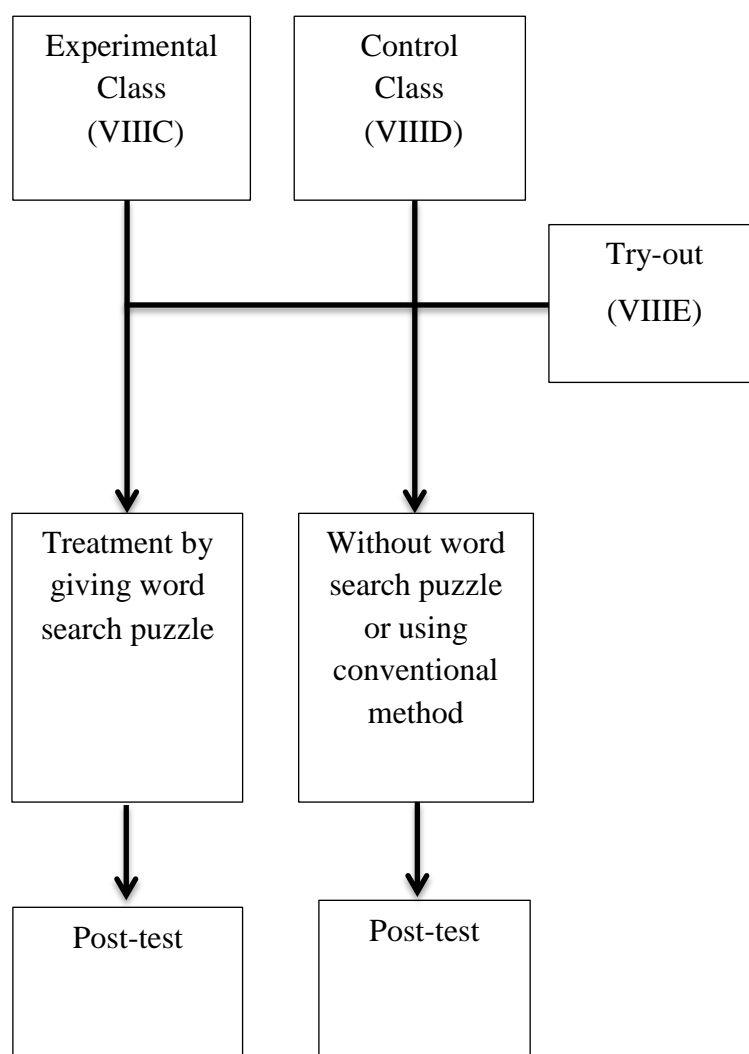 Experimental
Class
(VIIIC)
Control
Class
(VIIID)
Try-out
(VIIIE)
Treatment by
giving word
search puzzle
Without word
search puzzle
or using
conventional
method
Post-test
Post-test